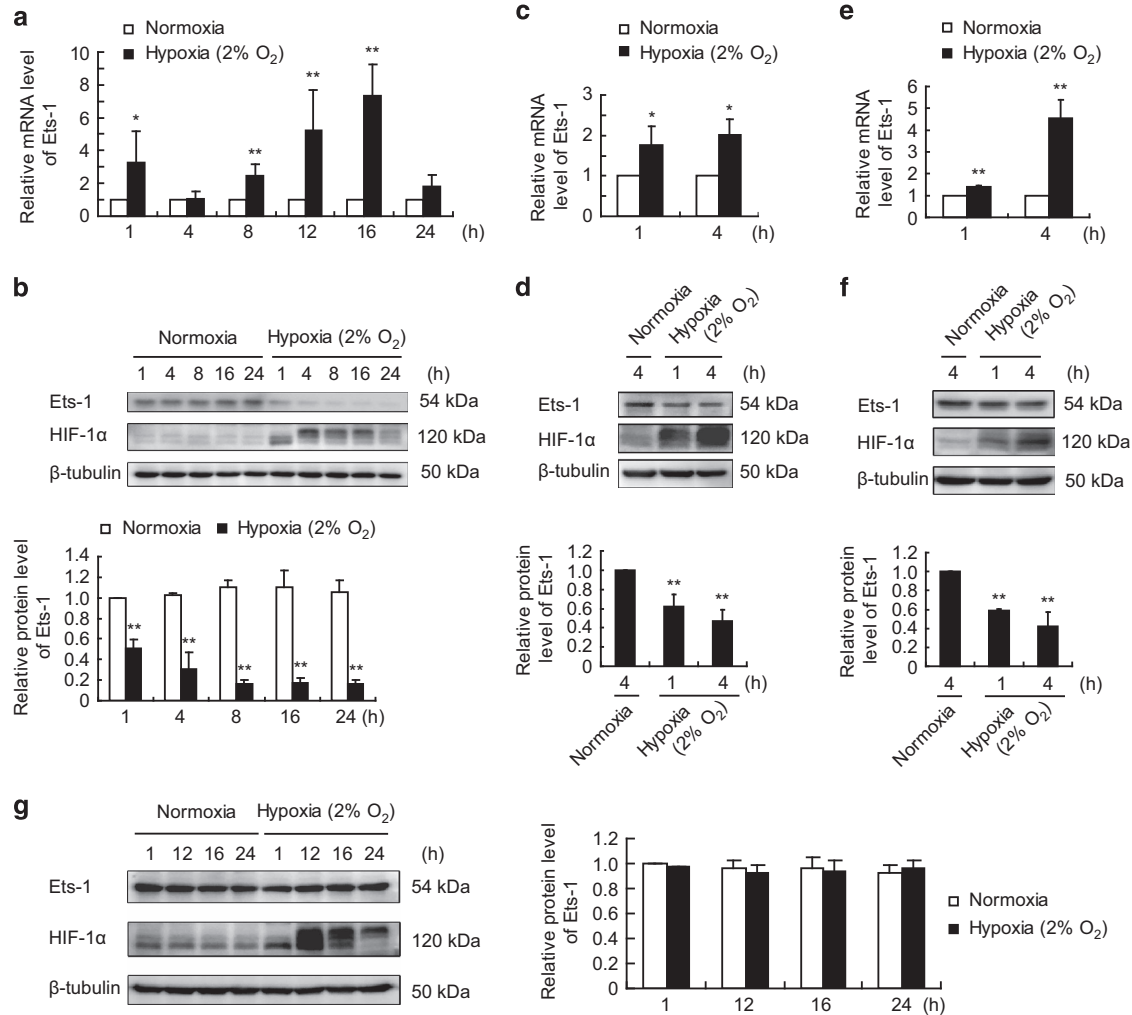 a
Normoxia
Hypoxia (2% O2)
Relative mRNA level
of Ets-1
10
8
6
4
2
0
* ** ** **
1 4 8 12 16 24 (h)
c
Normoxia
Hypoxia (2% O2)
Relative mRNA
level of Ets-1
3
2
1
0
* *
1 4 (h)
e
Normoxia
Hypoxia (2% O2)
Relative mRNA
level of Ets-1
6
5
4
3
2
1
0
** **
1 4 (h)
b
Normoxia Hypoxia (2% O2)
1 4 8 16 24 1 4 8 16 24 (h)
Ets-1 54 kDa
HIF-1α 120 kDa
β-tubulin 50 kDa
Normoxia Hypoxia (2% O2)
Relative protein level
of Ets-1
1.4
1.2
1.0
0.8
0.6
0.4
0.2
0
** ** ** ** **
1 4 8 16 24 (h)
d
Normoxia
Hypoxia
(2% O2)
4 1 4 (h)
Ets-1 54 kDa
HIF-1α 120 kDa
β-tubulin 50 kDa
Relative protein
level of Ets-1
1.2
1.0
0.8
0.6
0.4
0.2
0
** **
4 1 4 (h)
Normoxia
Hypoxia
(2% O2)
f
Normoxia
Hypoxia
(2% O2)
4 1 4 (h)
Ets-1 54 kDa
HIF-1α 120 kDa
β-tubulin 50 kDa
Relative protein
level of Ets-1
1.2
1.0
0.8
0.6
0.4
0.2
0
** **
4 1 4 (h)
Normoxia
Hypoxia
(2% O2)
g
Normoxia Hypoxia (2% O2)
1 12 16 24 1 12 16 24 (h)
Ets-1 54 kDa
HIF-1α 120 kDa
β-tubulin 50 kDa
Relative protein level
of Ets-1
1.2
1.0
0.8
0.6
0.4
0.2
0
1 12 16 24 (h)
Normoxia
Hypoxia (2% O2)